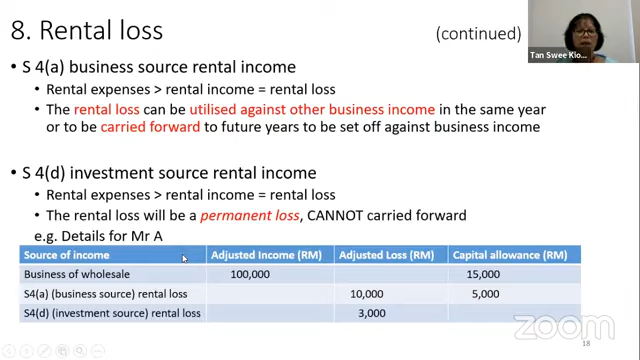 8. Rental loss (continued)
Tan Swee Kio...
• S 4(a) business source rental income
• Rental expenses > rental income = rental loss
• The rental loss can be utilised against other business income in the same year
or to be carried forward to future years to be set off against business income
• S 4(d) investment source rental income
• Rental expenses > rental income = rental loss
• The rental loss will be a permanent loss, CANNOT carried forward
e.g. Details for Mr A
Source of income Adjusted Income (RM) Adjusted Loss (RM) Capital allowance (RM)
Business of wholesale 100,000 15,000
S4(a) (business source) rental loss 10,000 5,000
S4(d) (investment source) rental loss 3,000
zoom
18